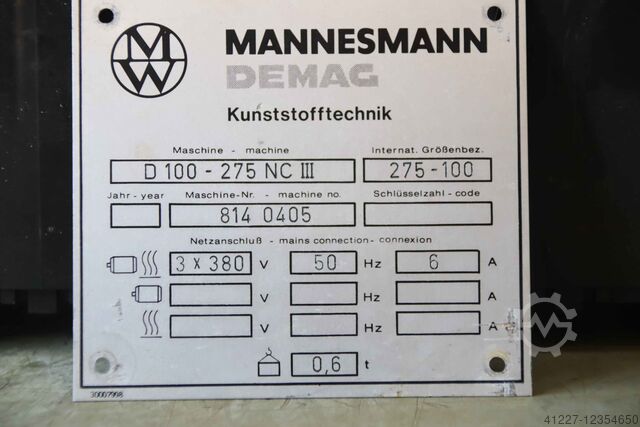 MW
MANNESMANN
DEMAG
Kunststofftechnik
Maschine - machine Internat. Größenbez.
D 100 - 275 NC III 275-100
Jahr - year Maschine-Nr. - machine no. Schlüsselzahl - code
814 0405
Netzanschluß - mains connection - connexion
3 x 380 V 50 Hz 6 A
V Hz A
V Hz A
0,6 t
30007998
41227-12354650